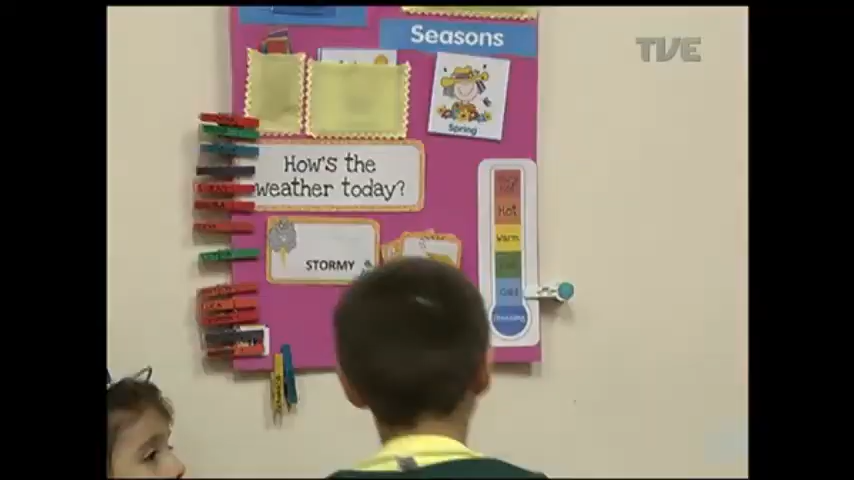 TVE
Seasons
Spring
How's the
weather today?
STORMY
Hot
Warm
Cold
Freezing